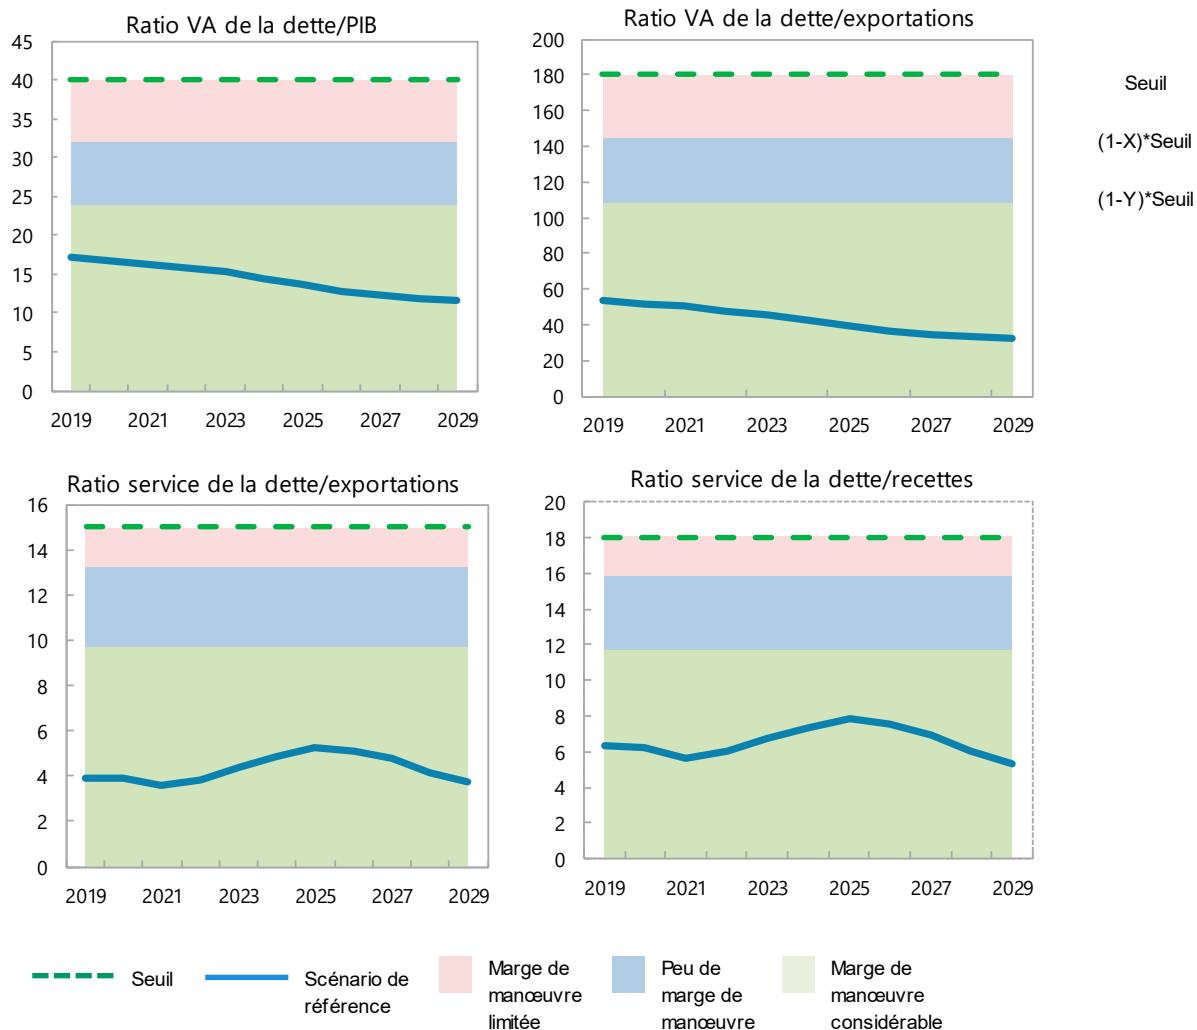 Ratio VA de la dette/PIB
45
40
35
30
25
20
15
10
5
0
2019 2021 2023 2025 2027 2029
Ratio VA de la dette/exportations
200
180
160
140
120
100
80
60
40
20
0
2019 2021 2023 2025 2027 2029
Seuil
(1-X)*Seuil
(1-Y)*Seuil
Ratio service de la dette/exportations
16
14
12
10
8
6
4
2
0
2019 2021 2023 2025 2027 2029
Ratio service de la dette/recettes
20
18
16
14
12
10
8
6
4
2
0
2019 2021 2023 2025 2027 2029
Seuil
Scénario de
référence
Marge de
manœuvre
limitée
Peu de
marge de
manœuvre
Marge de
manœuvre
considérable